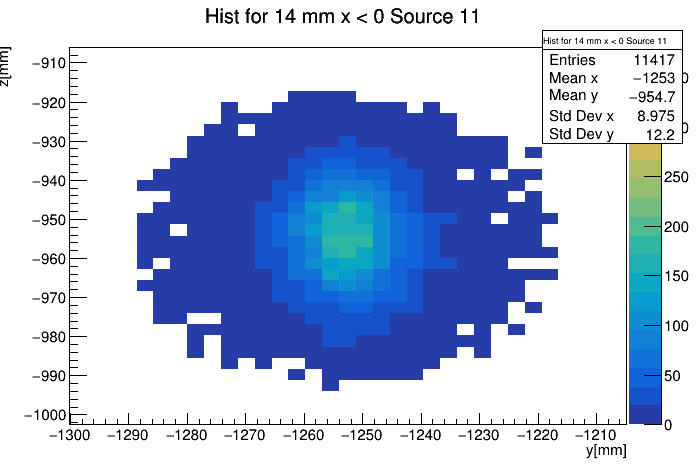 Hist for 14 mm x < 0 Source 11
z[mm]
Hist for 14 mm x < 0 Source 11
Entries 11417
Mean x −1253
Mean y −954.7
Std Dev x 8.975
Std Dev y 12.2
−910
−920
−930
−940
−950
−960
−970
−980
−990
−1000
−1300 −1290 −1280 −1270 −1260 −1250 −1240 −1230 −1220 −1210
y[mm]
250
200
150
100
50
0